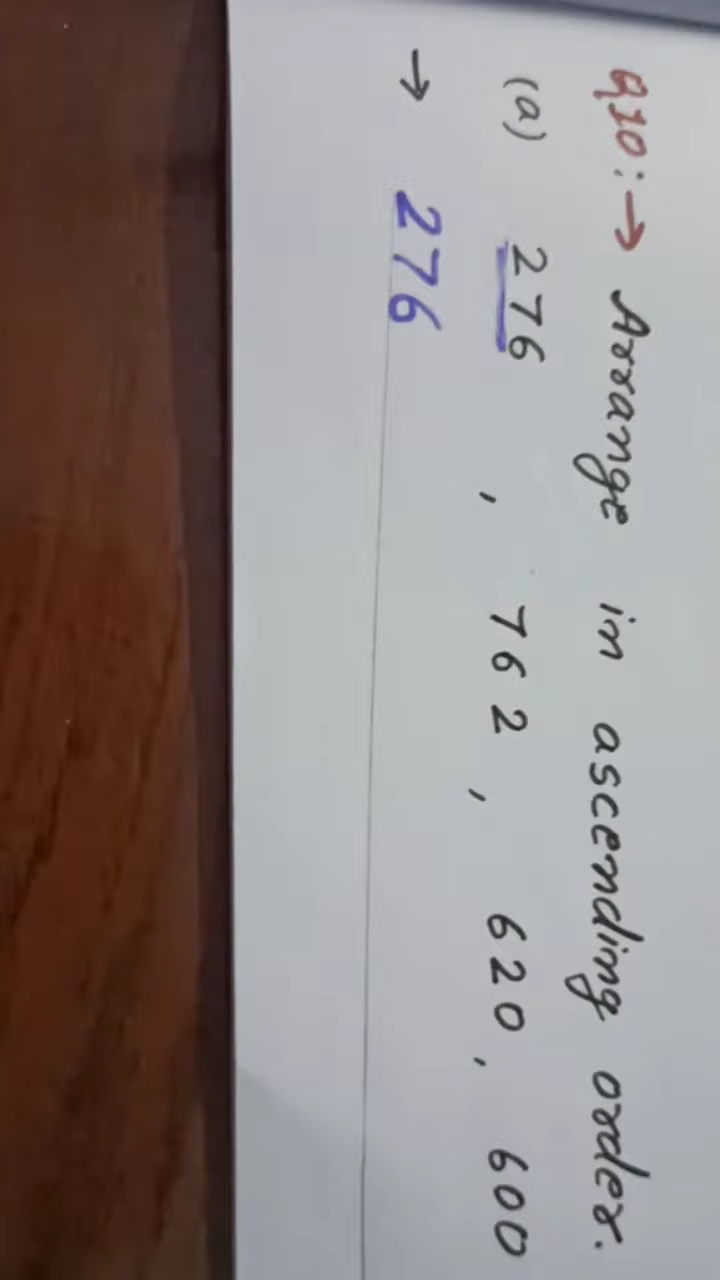 Q10:→ Arrange in ascending order.
(a) 276 , 762 , 620 , 600
→ 276